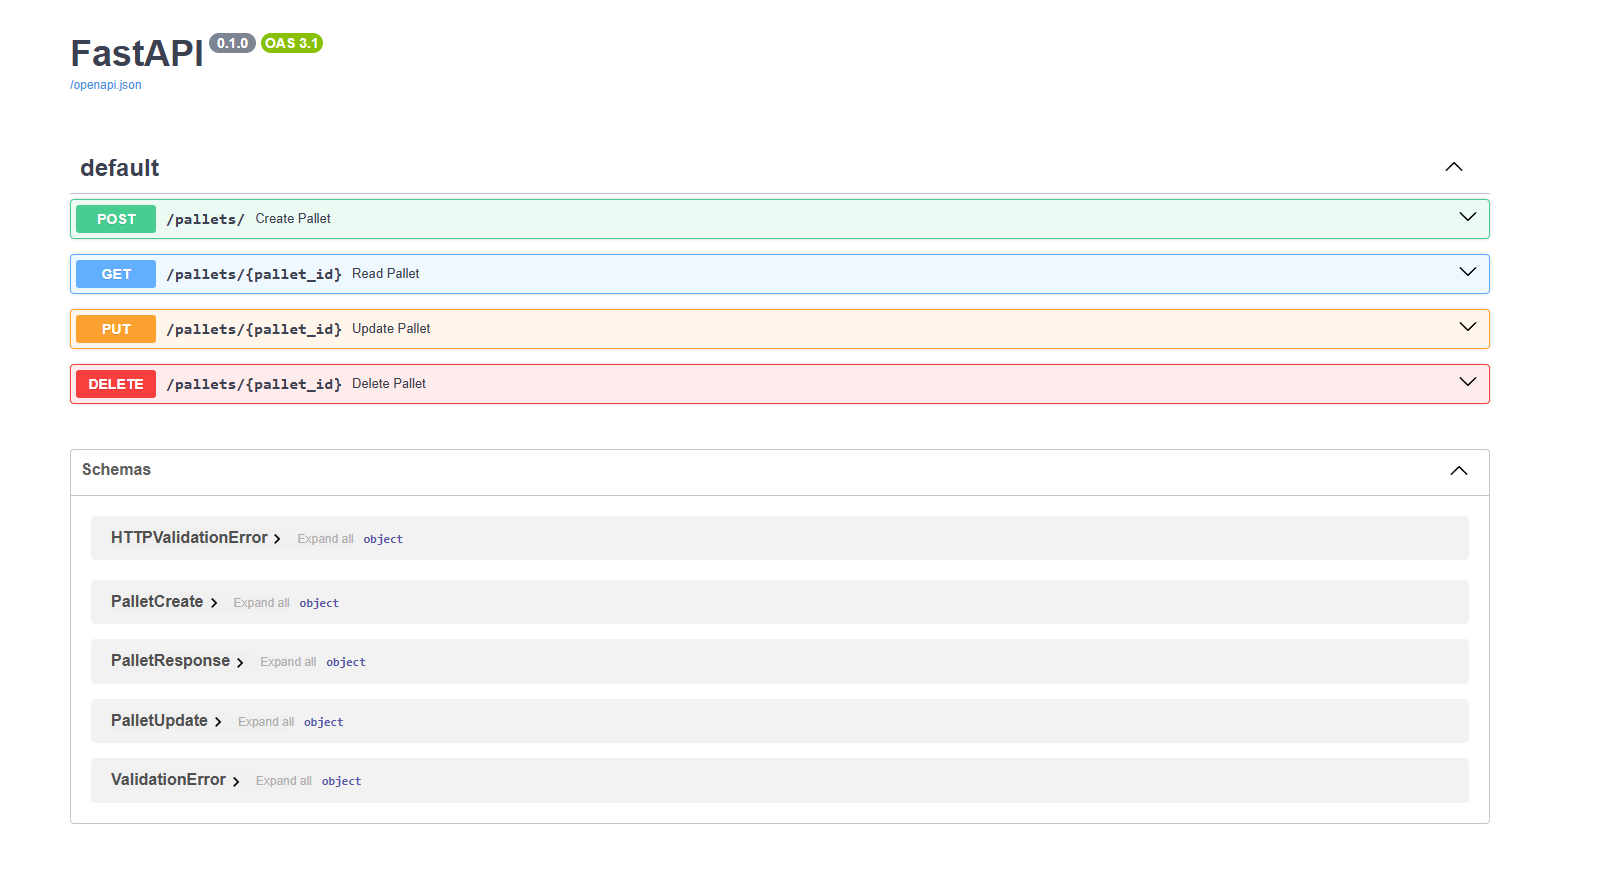 FastAPI 0.1.0 OAS 3.1
/openapi.json
default
POST /pallets/ Create Pallet
GET /pallets/{pallet_id} Read Pallet
PUT /pallets/{pallet_id} Update Pallet
DELETE /pallets/{pallet_id} Delete Pallet
Schemas
HTTPValidationError Expand all object
PalletCreate Expand all object
PalletResponse Expand all object
PalletUpdate Expand all object
ValidationError Expand all object